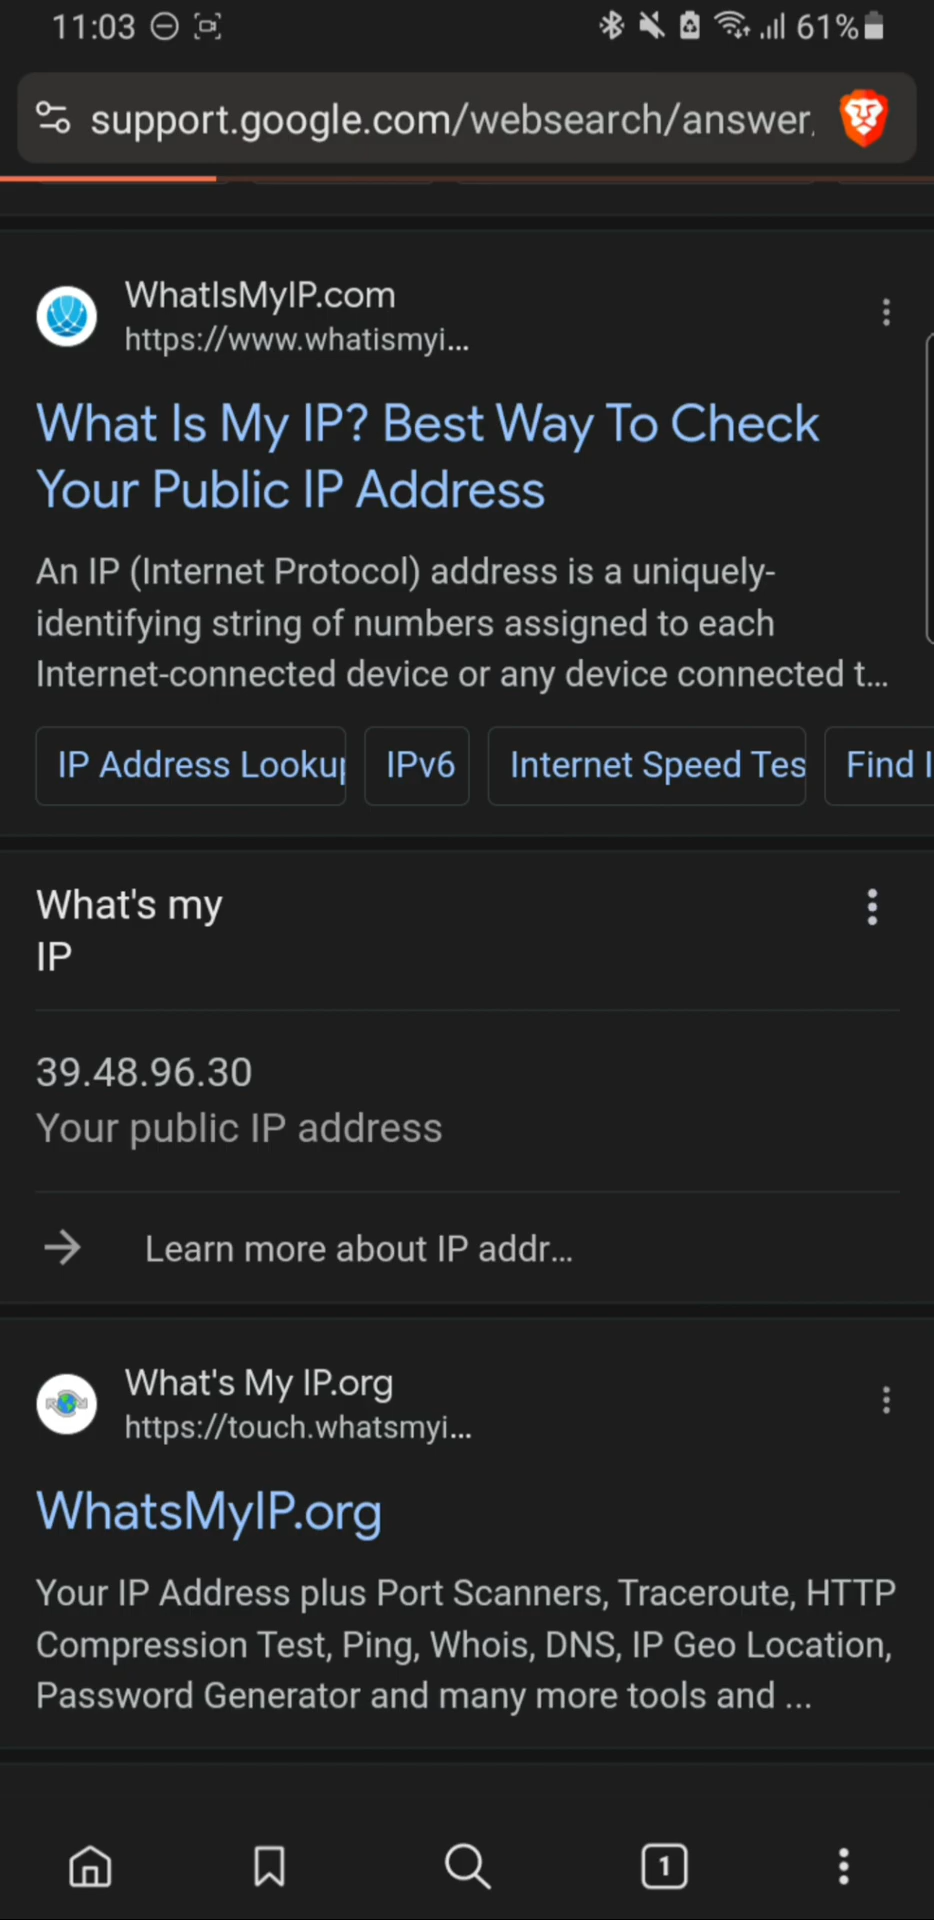 11:03 61%
support.google.com/websearch/answer
WhatIsMyIP.com
https://www.whatismyi...
What Is My IP? Best Way To Check
Your Public IP Address
An IP (Internet Protocol) address is a uniquely-
identifying string of numbers assigned to each
Internet-connected device or any device connected t...
IP Address Looku IPv6 Internet Speed Tes Find
What's my
IP
39.48.96.30
Your public IP address
Learn more about IP addr...
What's My IP.org
https://touch.whatsmyi...
WhatsMyIP.org
Your IP Address plus Port Scanners, Traceroute, HTTP
Compression Test, Ping, Whois, DNS, IP Geo Location,
Password Generator and many more tools and ...
1